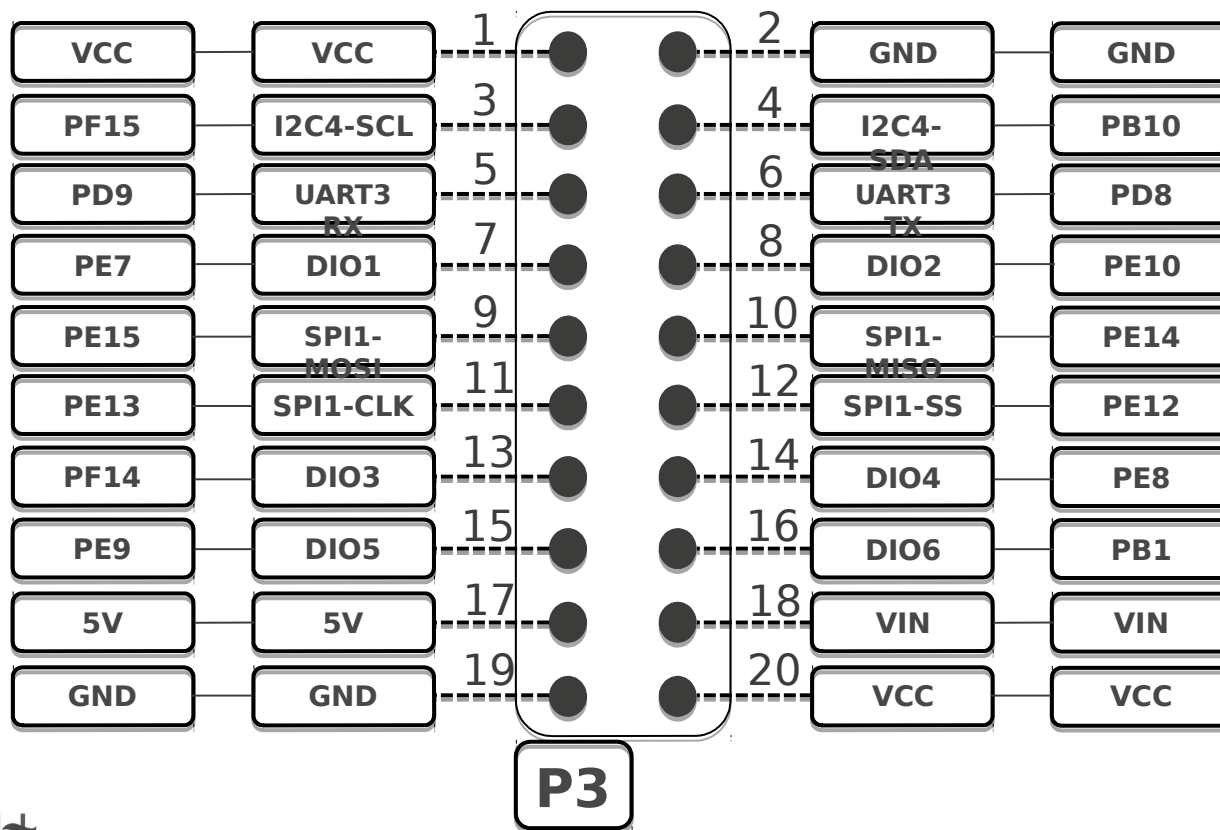 VCC VCC 1 2 GND GND
PF15 I2C4-SCL 3 4 I2C4- PB10
SDA
PD9 UART3 5 6 UART3 PD8
RX TX
PE7 DIO1 7 8 DIO2 PE10
PE15 SPI1- 9 10 SPI1- PE14
MOSI MISO
PE13 SPI1-CLK 11 12 SPI1-SS PE12
PF14 DIO3 13 14 DIO4 PE8
PE9 DIO5 15 16 DIO6 PB1
5V 5V 17 18 VIN VIN
GND GND 19 20 VCC VCC
P3